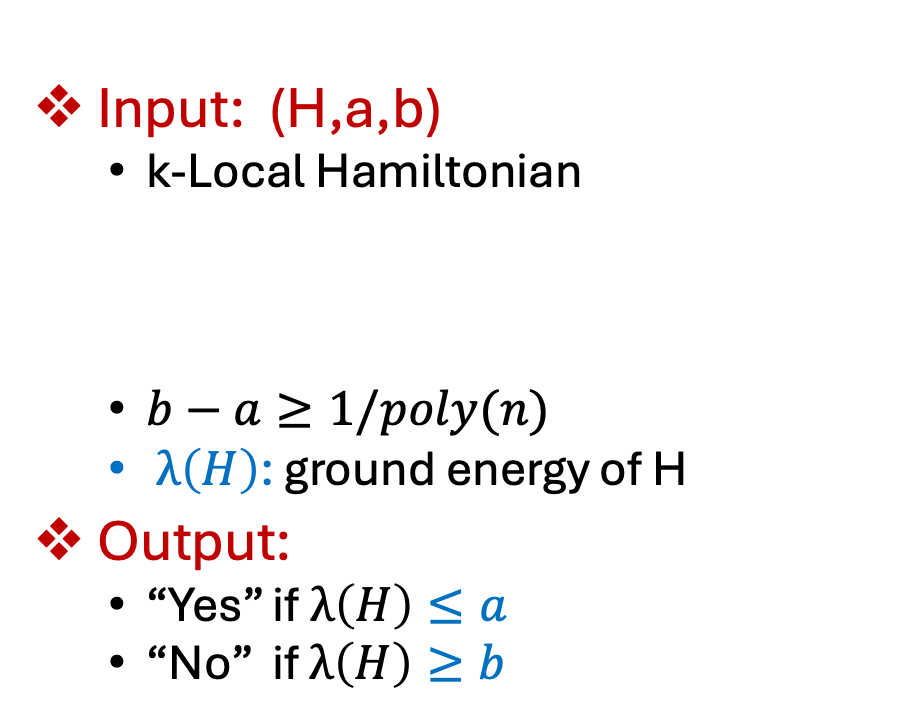 ❖ Input: (H,a,b)
• k-Local Hamiltonian
• b − a ≥ 1/poly(n)
• λ(H): ground energy of H
❖ Output:
• “Yes” if λ(H) ≤ a
• “No” if λ(H) ≥ b